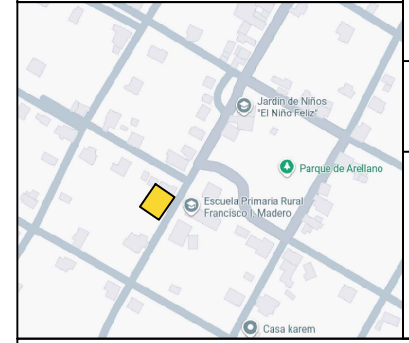 Jardín de Niños
"El Niño Feliz"
Parque de Arellano
Escuela Primaria Rural
Francisco I. Madero
Casa karem